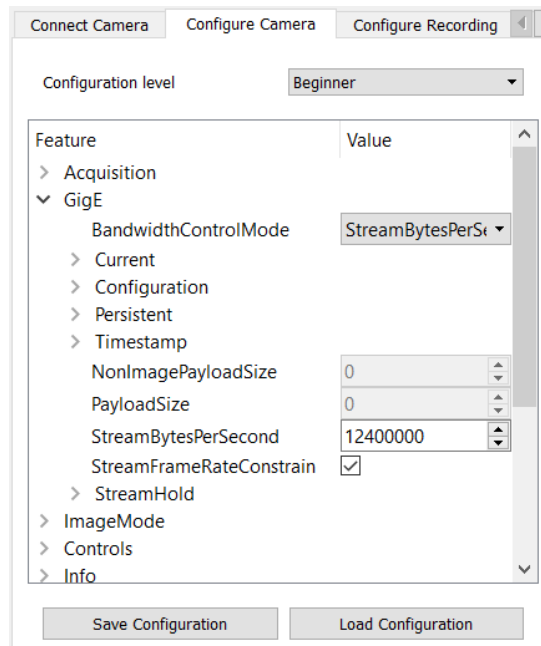 Connect Camera Configure Camera Configure Recording
Configuration level Beginner
Feature Value
Acquisition
GigE
BandwidthControlMode StreamBytesPerSe
Current
Configuration
Persistent
Timestamp
NonImagePayloadSize 0
PayloadSize 0
StreamBytesPerSecond 12400000
StreamFrameRateConstrain
StreamHold
ImageMode
Controls
Info
Save Configuration Load Configuration